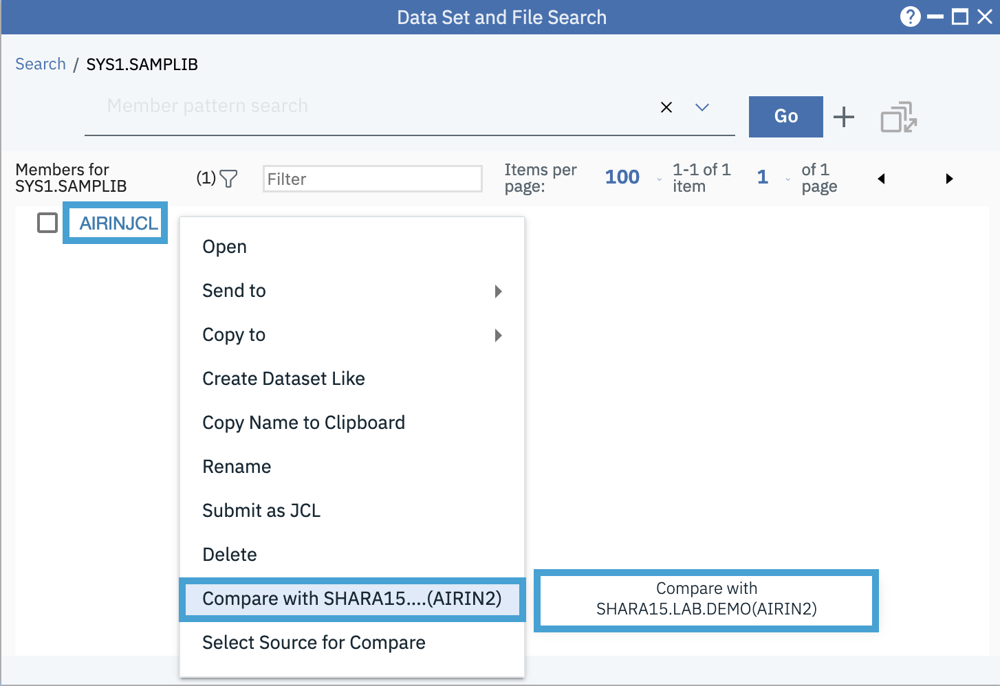 Data Set and File Search
Search / SYS1.SAMPLIB
Member pattern search
Go
Members for
SYS1.SAMPLIB
(1)
Filter
Items per
page:
100
1-1 of 1
item
1
of 1
page
AIRINJCL
Open
Send to
Copy to
Create Dataset Like
Copy Name to Clipboard
Rename
Submit as JCL
Delete
Compare with SHARA15....(AIRIN2)
Compare with
SHARA15.LAB.DEMO(AIRIN2)
Select Source for Compare